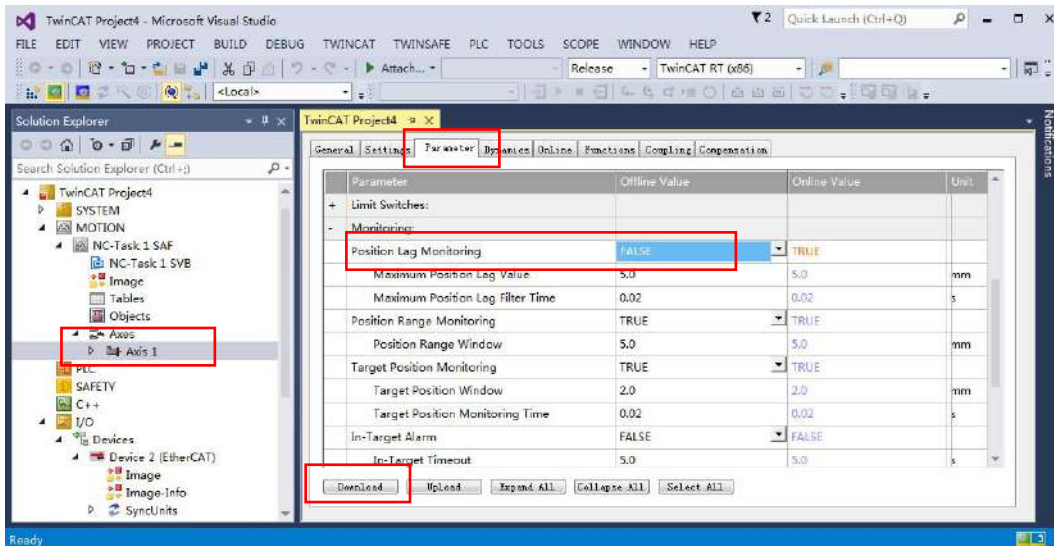 TwinCAT Project4 - Microsoft Visual Studio
2
Quick Launch (Ctrl+Q)
FILE EDIT VIEW PROJECT BUILD DEBUG TWINCAT TWINSAFE PLC TOOLS SCOPE WINDOW HELP
Attach... Release TwinCAT RT (x86)
<Local>
Solution Explorer
TwinCAT Project4
Notifications
Search Solution Explorer (Ctrl+;)
General Settings Parameter Dynamics Online Functions Coupling Compensation
TwinCAT Project4
SYSTEM
MOTION
NC-Task 1 SAF
NC-Task 1 SVB
Image
Tables
Objects
Axes
Axis 1
PLC
SAFETY
C++
I/O
Devices
Device 2 (EtherCAT)
Image
Image-Info
SyncUnits
Parameter Offline Value Online Value Unit
+ Limit Switches:
- Monitoring:
Position Lag Monitoring FALSE TRUE
Maximum Position Lag Value 5.0 5.0 mm
Maximum Position Lag Filter Time 0.02 0.02 s
Position Range Monitoring TRUE TRUE
Position Range Window 5.0 5.0 mm
Target Position Monitoring TRUE TRUE
Target Position Window 2.0 2.0 mm
Target Position Monitoring Time 0.02 0.02 s
In-Target Alarm FALSE FALSE
In-Target Timeout 5.0 5.0 s
Download Upload Expand All Collapse All Select All
Ready